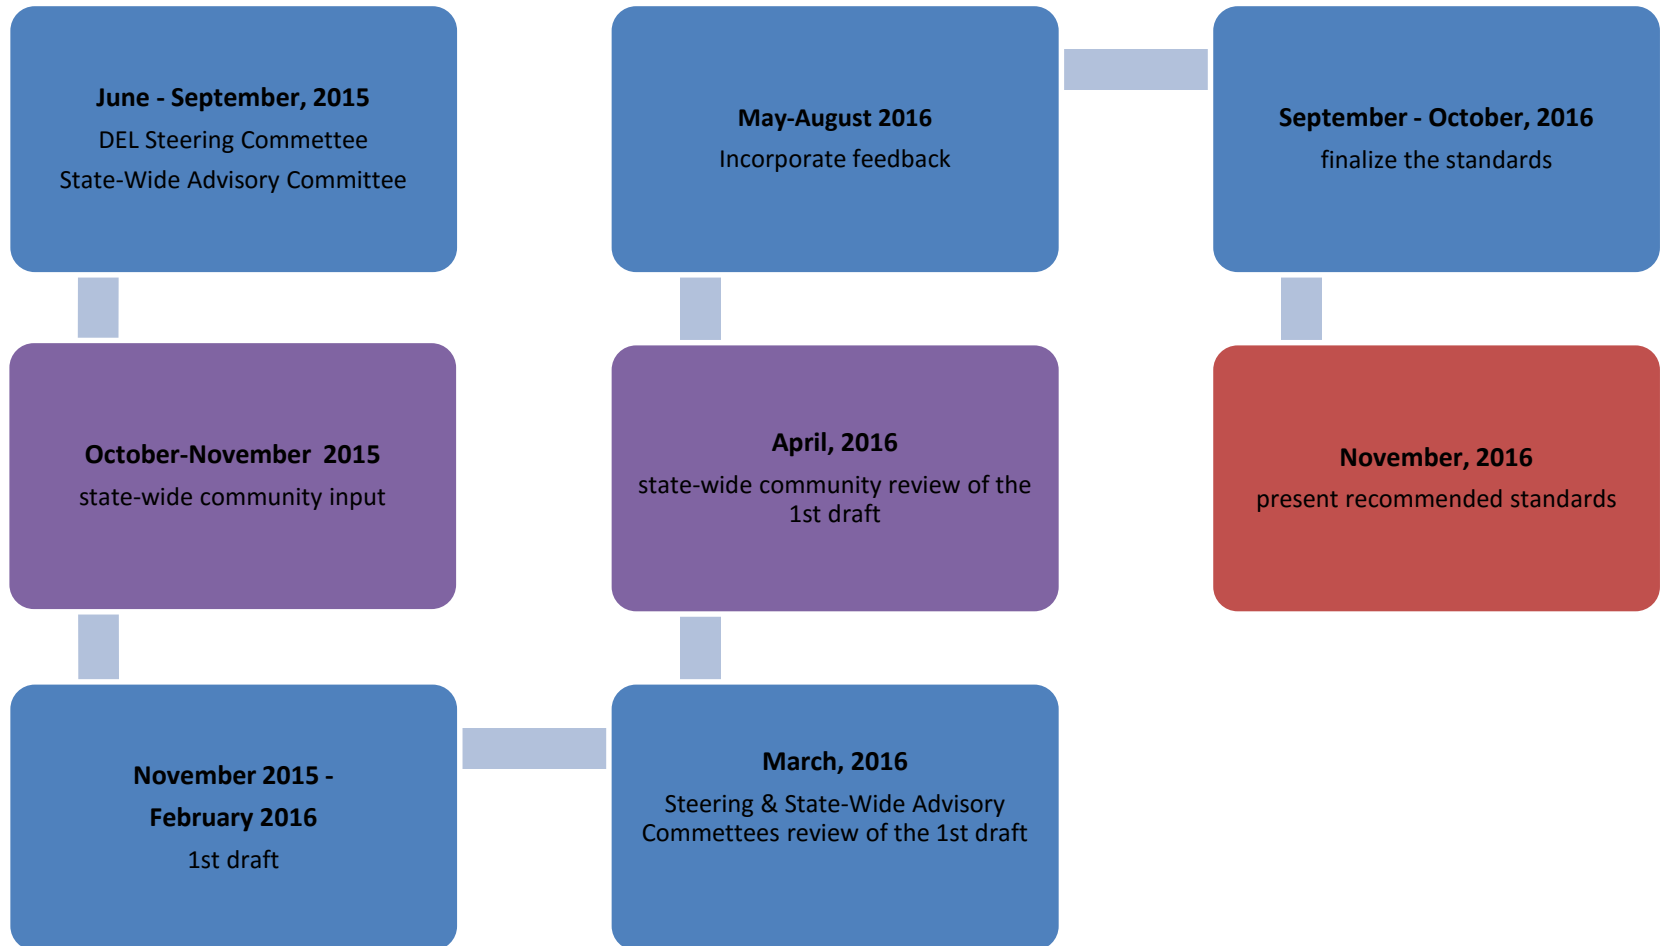 June - September, 2015
DEL Steering Commettee
State-Wide Advisory Committee
October-November  2015
state-wide community input
November 2015 -
February 2016
1st draft
March, 2016
Steering & State-Wide Advisory
Commettees review of the 1st draft
April, 2016
state-wide community review of the
1st draft
May-August 2016
Incorporate feedback
September - October, 2016
finalize the standards
November, 2016
present recommended standards